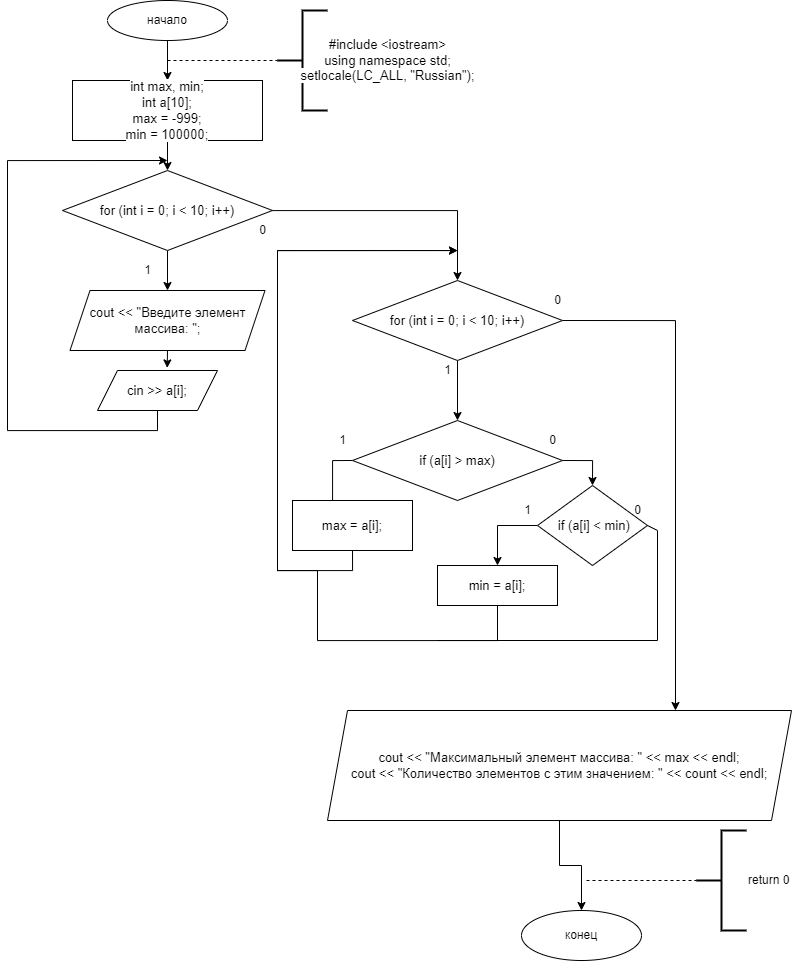 начало
#include <iostream>
using namespace std;
setlocale(LC_ALL, "Russian");
int max, min;
int a[10];
max = -999;
min = 100000;
for (int i = 0; i < 10; i++)
0
1
cout << "Введите элемент
массива: ";
cin >> a[i];
for (int i = 0; i < 10; i++)
0
1
if (a[i] > max)
1
0
max = a[i];
if (a[i] < min)
1
0
min = a[i];
cout << "Максимальный элемент массива: " << max << endl;
cout << "Количество элементов с этим значением: " << count << endl;
return 0
конец